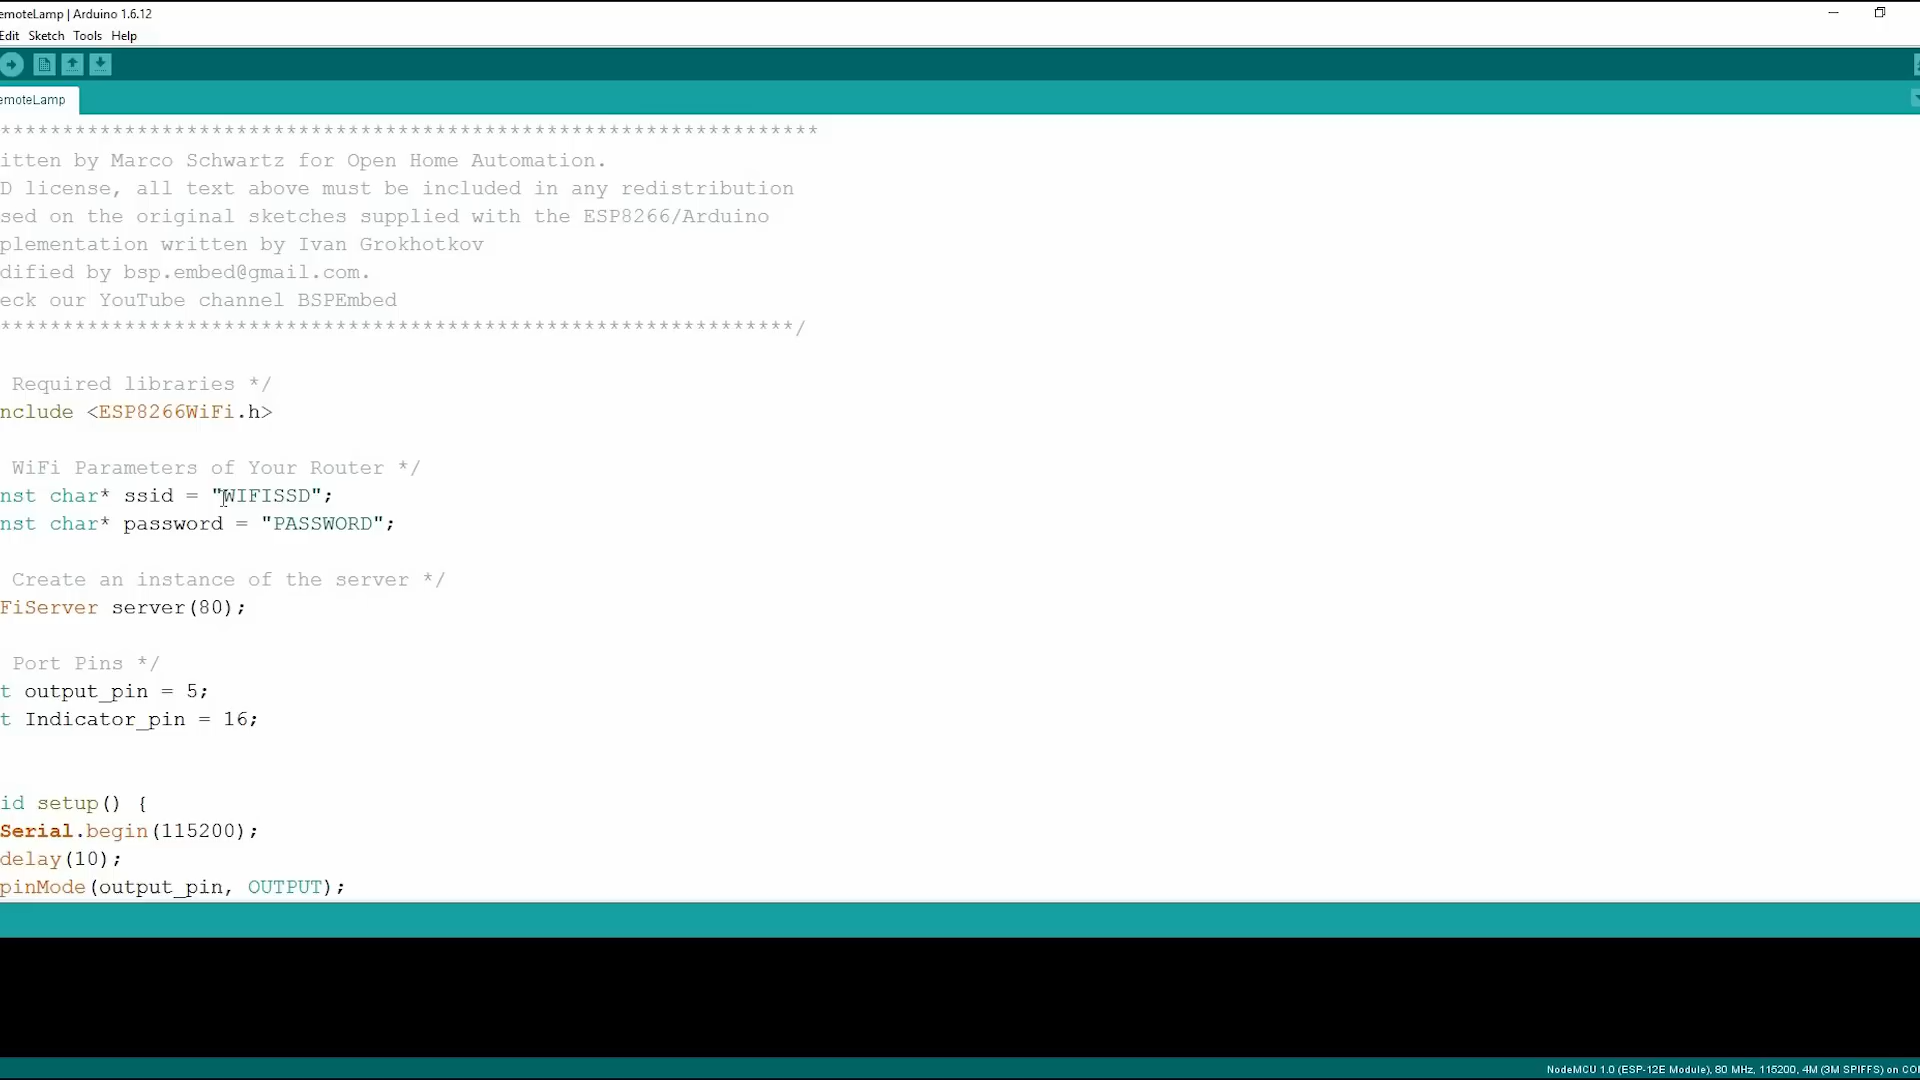 emoteLamp | Arduino 1.6.12
Edit Sketch Tools Help
emoteLamp
******************************************************************
itten by Marco Schwartz for Open Home Automation.
D license, all text above must be included in any redistribution
sed on the original sketches supplied with the ESP8266/Arduino
plementation written by Ivan Grokhotkov
dified by bsp.embed@gmail.com.
eck our YouTube channel BSPEmbed
****************************************************************/
Required libraries */
nclude <ESP8266WiFi.h>
WiFi Parameters of Your Router */
nst char* ssid = "WIFISSD";
nst char* password = "PASSWORD";
Create an instance of the server */
FiServer server(80);
Port Pins */
t output_pin = 5;
t Indicator_pin = 16;
id setup() {
Serial.begin(115200);
delay(10);
pinMode(output_pin, OUTPUT);
NodeMCU 1.0 (ESP-12E Module), 80 MHz, 115200, 4M (3M SPIFFS) on CO